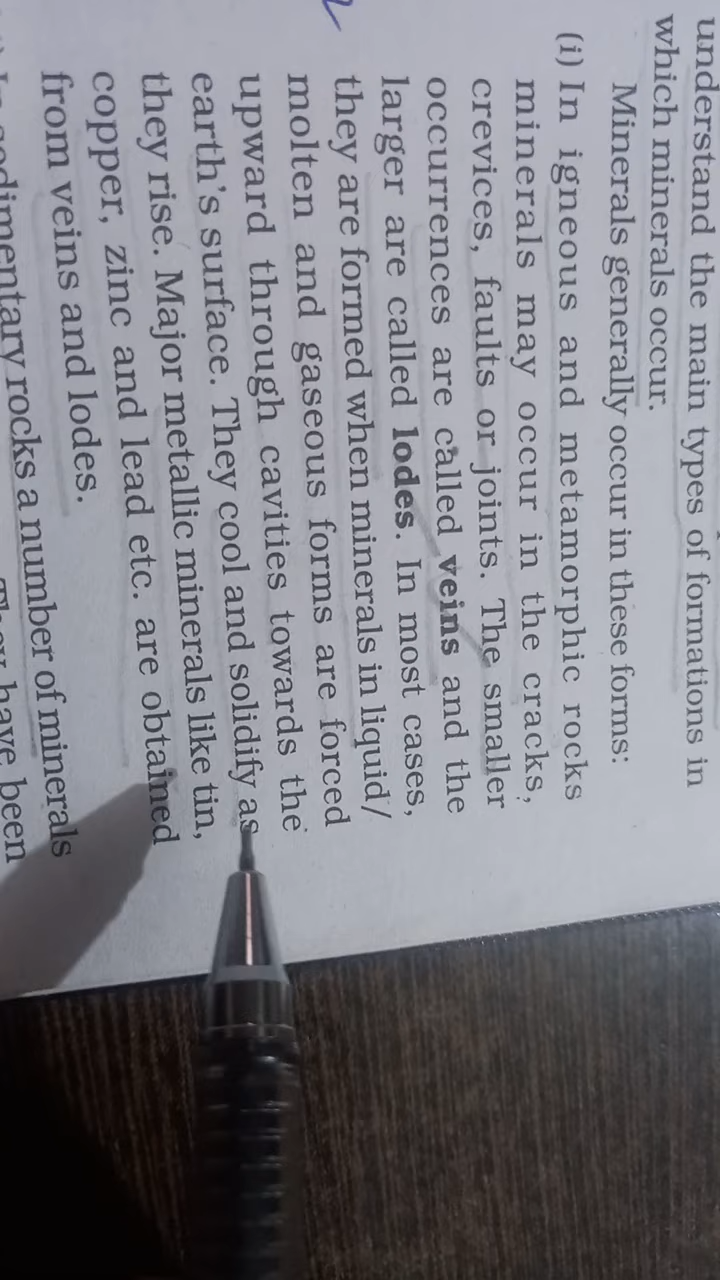 understand the main types of formations in
which minerals occur.
Minerals generally occur in these forms:
(i) In igneous and metamorphic rocks
minerals may occur in the cracks,
crevices, faults or joints. The smaller
occurrences are called veins and the
larger are called lodes. In most cases,
they are formed when minerals in liquid/
molten and gaseous forms are forced
upward through cavities towards the
earth's surface. They cool and solidify as
they rise. Major metallic minerals like tin,
copper, zinc and lead etc. are obtained
from veins and lodes.
sedimentary rocks a number of minerals
have been